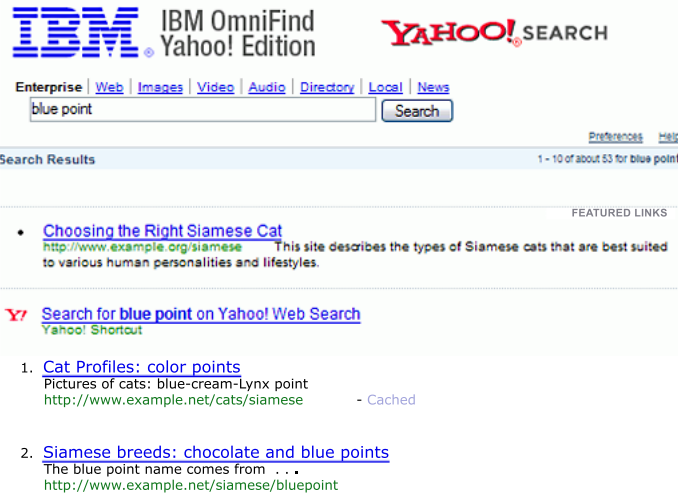 IBM® IBM OmniFind
Yahoo! Edition
YAHOO!® SEARCH
Enterprise | Web | Images | Video | Audio | Directory | Local | News
blue point Search
Preferences Help
Search Results 1 - 10 of about 53 for blue point
FEATURED LINKS
• Choosing the Right Siamese Cat
http://www.example.org/siamese This site describes the types of Siamese cats that are best suited
to various human personalities and lifestyles.
Y! Search for blue point on Yahoo! Web Search
Yahoo! Shortcut
1. Cat Profiles: color points
Pictures of cats: blue-cream-Lynx point
http://www.example.net/cats/siamese - Cached
2. Siamese breeds: chocolate and blue points
The blue point name comes from . . .
http://www.example.net/siamese/bluepoint